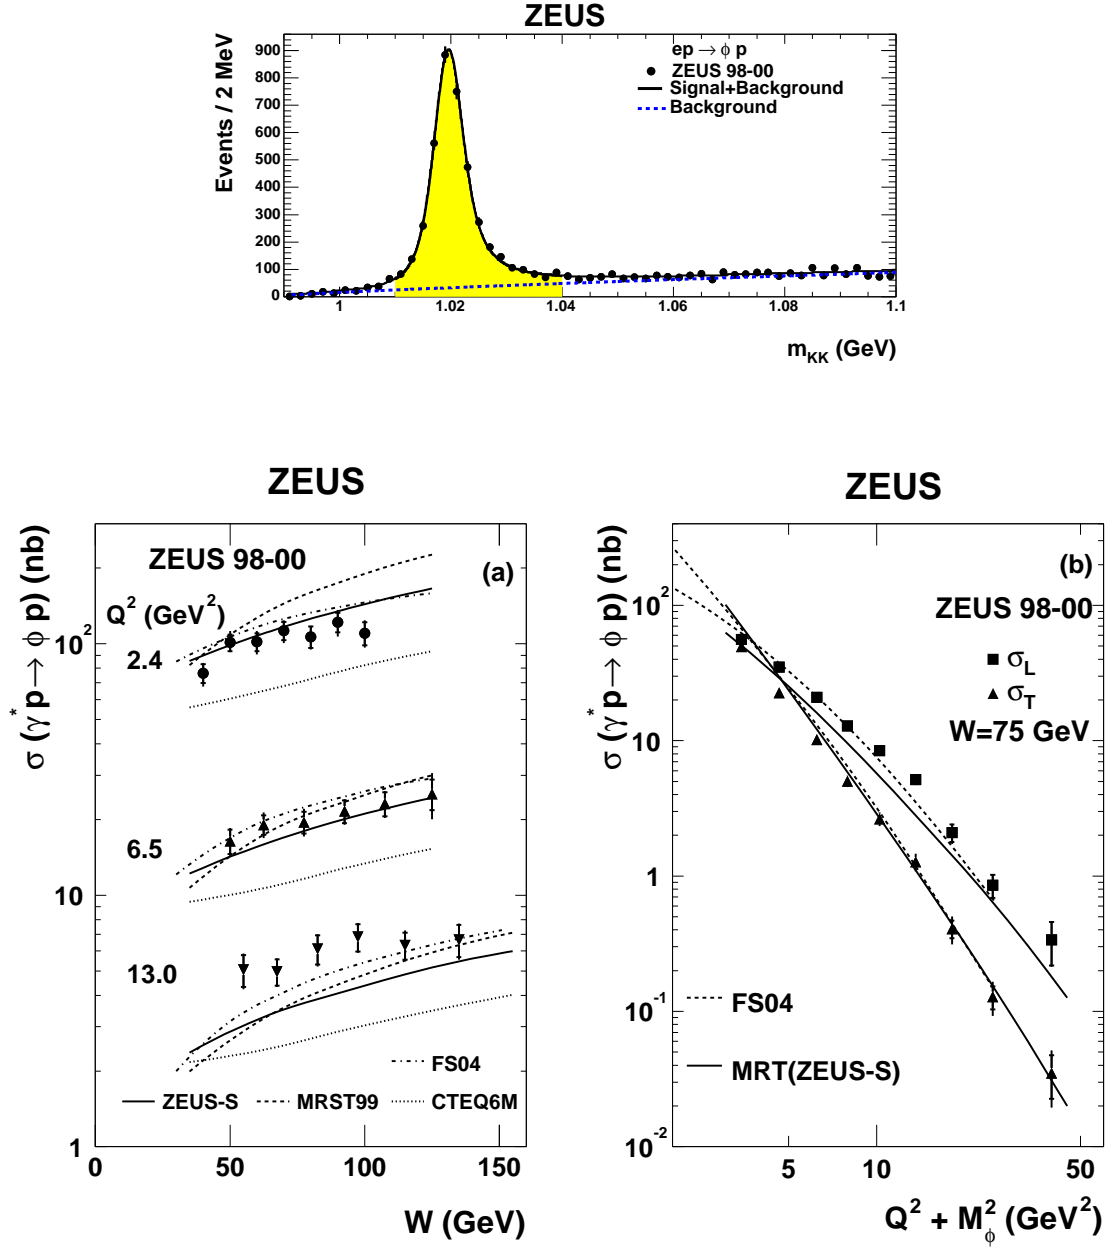 ZEUS
Events / 2 MeV
900
800
700
600
500
400
300
200
100
0
ep → ϕ p
ZEUS 98-00
Signal+Background
Background
1 1.02 1.04 1.06 1.08 1.1
m_KK (GeV)
ZEUS
σ (γ* p → ϕ p) (nb)
ZEUS 98-00
(a)
Q² (GeV²)
10²
2.4
6.5
10
13.0
FS04
ZEUS-S MRST99 CTEQ6M
1
0 50 100 150
W (GeV)
ZEUS
σ (γ* p → ϕ p) (nb)
(b)
10²
ZEUS 98-00
σ_L
σ_T
W=75 GeV
10
1
10⁻¹
FS04
MRT(ZEUS-S)
10⁻²
5 10 50
Q² + M²_ϕ (GeV²)